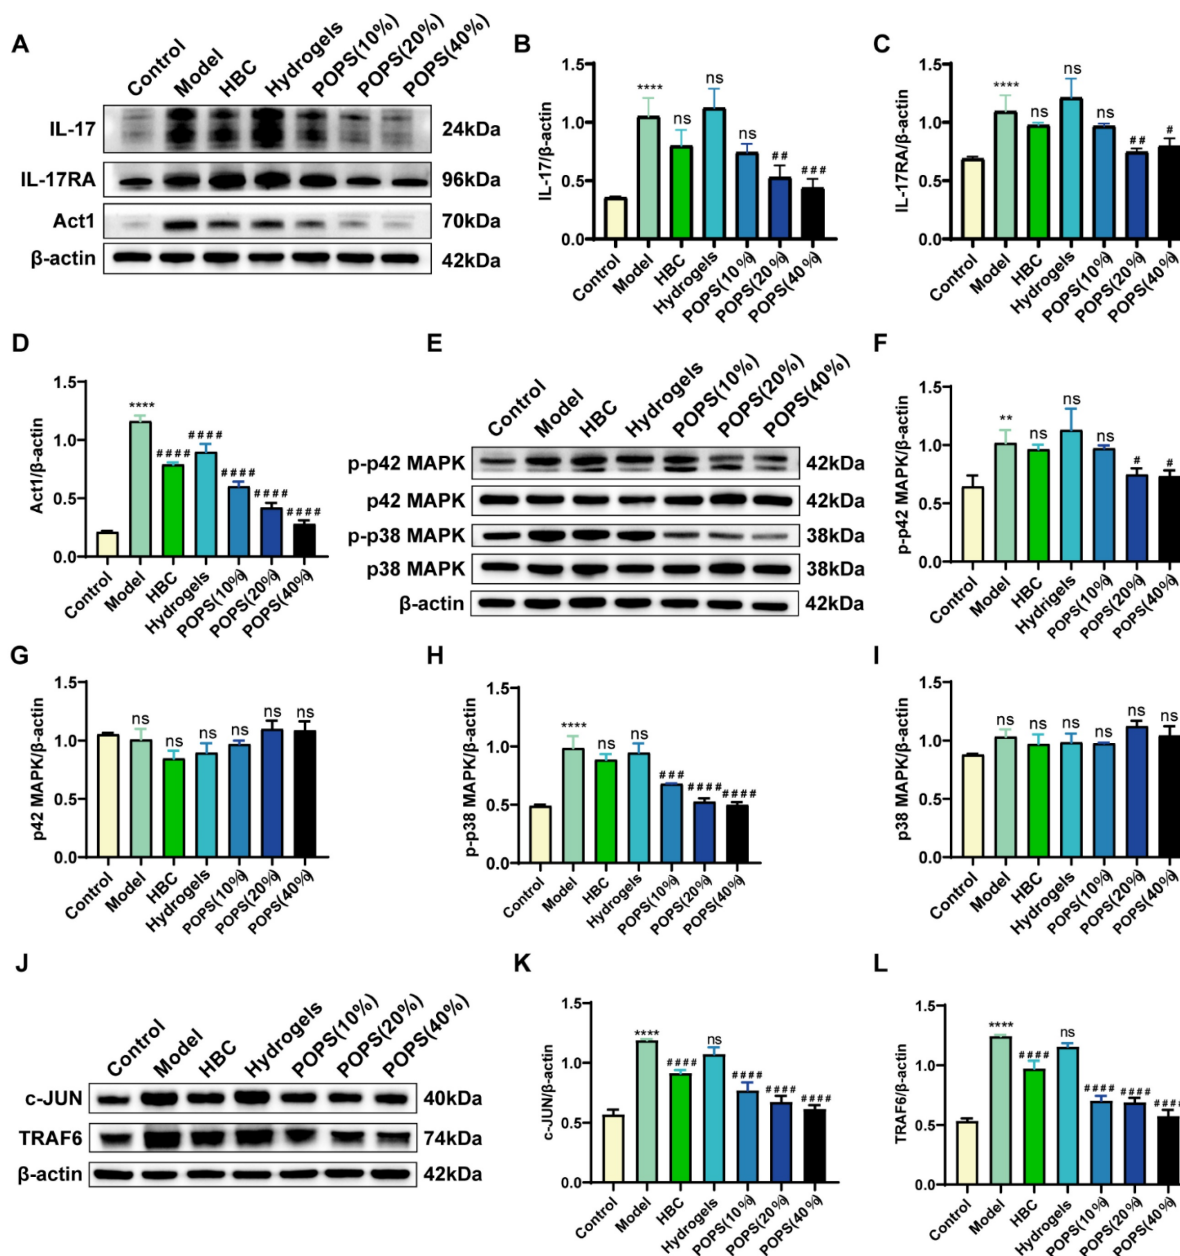 A
Control
Model
HBC
Hydrogels
POPS(10%)
POPS(20%)
POPS(40%)
IL-17
24kDa
IL-17RA
96kDa
Act1
70kDa
β-actin
42kDa
B
IL-17/β-actin
1.5
1.0
0.5
0.0
****
ns
ns
ns
##
###
Control
Model
HBC
Hydrogels
POPS(10%)
POPS(20%)
POPS(40%)
C
IL-17RA/β-actin
1.5
1.0
0.5
0.0
****
ns
ns
ns
##
#
Control
Model
HBC
Hydrogels
POPS(10%)
POPS(20%)
POPS(40%)
D
Act1/β-actin
1.5
1.0
0.5
0.0
****
####
####
####
####
####
Control
Model
HBC
Hydrogels
POPS(10%)
POPS(20%)
POPS(40%)
E
Control
Model
HBC
Hydrogels
POPS(10%)
POPS(20%)
POPS(40%)
p-p42 MAPK
42kDa
p42 MAPK
42kDa
p-p38 MAPK
38kDa
p38 MAPK
38kDa
β-actin
42kDa
F
p-p42 MAPK/β-actin
1.5
1.0
0.5
0.0
**
ns
ns
ns
#
#
Control
Model
HBC
Hydrigels
POPS(10%)
POPS(20%)
POPS(40%)
G
p42 MAPK/β-actin
1.5
1.0
0.5
0.0
ns
ns
ns
ns
ns
ns
Control
Model
HBC
Hydrogels
POPS(10%)
POPS(20%)
POPS(40%)
H
p-p38 MAPK/β-actin
1.5
1.0
0.5
0.0
****
ns
ns
###
####
####
Control
Model
HBC
Hydrogels
POPS(10%)
POPS(20%)
POPS(40%)
I
p38 MAPK/β-actin
1.5
1.0
0.5
0.0
ns
ns
ns
ns
ns
ns
Control
Model
HBC
Hydrogels
POPS(10%)
POPS(20%)
POPS(40%)
J
Control
Model
HBC
Hydrogels
POPS(10%)
POPS(20%)
POPS(40%)
c-JUN
40kDa
TRAF6
74kDa
β-actin
42kDa
K
c-JUN/β-actin
1.5
1.0
0.5
0.0
****
####
ns
####
####
####
Control
Model
HBC
Hydrogels
POPS(10%)
POPS(20%)
POPS(40%)
L
TRAF6/β-actin
1.5
1.0
0.5
0.0
****
####
ns
####
####
####
Control
Model
HBC
Hydrogels
POPS(10%)
POPS(20%)
POPS(40%)